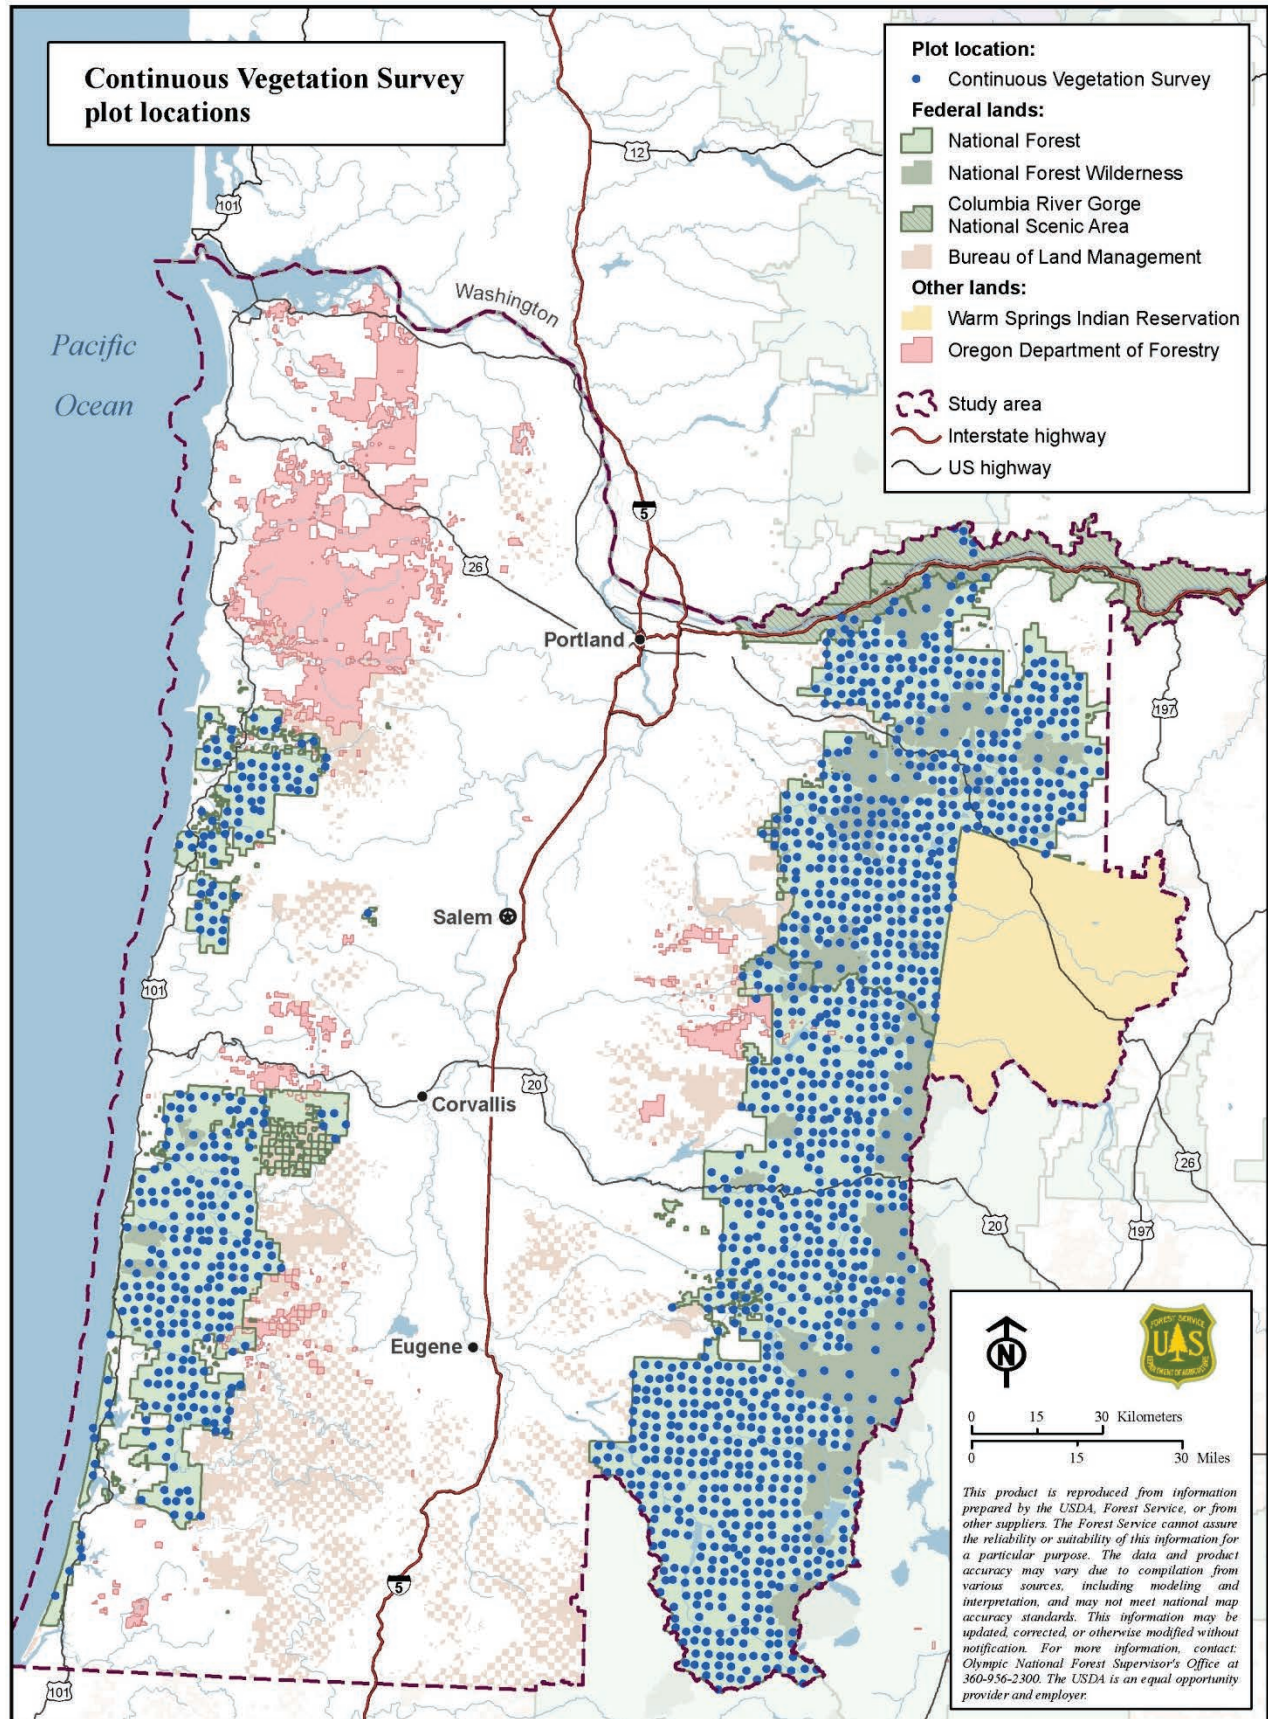 Continuous Vegetation Survey
plot locations
Plot location:
Continuous Vegetation Survey
Federal lands:
National Forest
National Forest Wilderness
Columbia River Gorge
National Scenic Area
Bureau of Land Management
Other lands:
Warm Springs Indian Reservation
Oregon Department of Forestry
Study area
Interstate highway
US highway
12
101
Washington
Pacific
Ocean
5
26
Portland
197
Salem
101
20
Corvallis
26
20
197
Eugene
5
101
N
FOREST SERVICE
US
DEPARTMENT OF AGRICULTURE
0 15 30 Kilometers
0 15 30 Miles
This product is reproduced from information
prepared by the USDA, Forest Service, or from
other suppliers. The Forest Service cannot assure
the reliability or suitability of this information for
a particular purpose. The data and product
accuracy may vary due to compilation from
various sources, including modeling and
interpretation, and may not meet national map
accuracy standards. This information may be
updated, corrected, or otherwise modified without
notification. For more information, contact:
Olympic National Forest Supervisor's Office at
360-956-2300. The USDA is an equal opportunity
provider and employer.